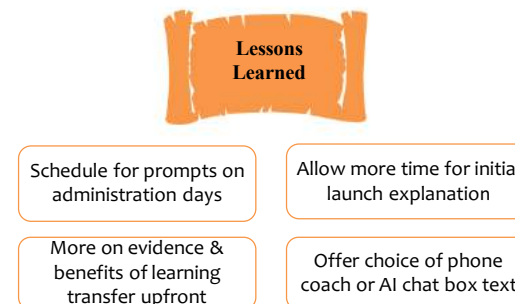 Lessons
Learned
Schedule for prompts on
administration days
Allow more time for initia
launch explanation
More on evidence &
benefits of learning
transfer upfront
Offer choice of phone
coach or AI chat box text